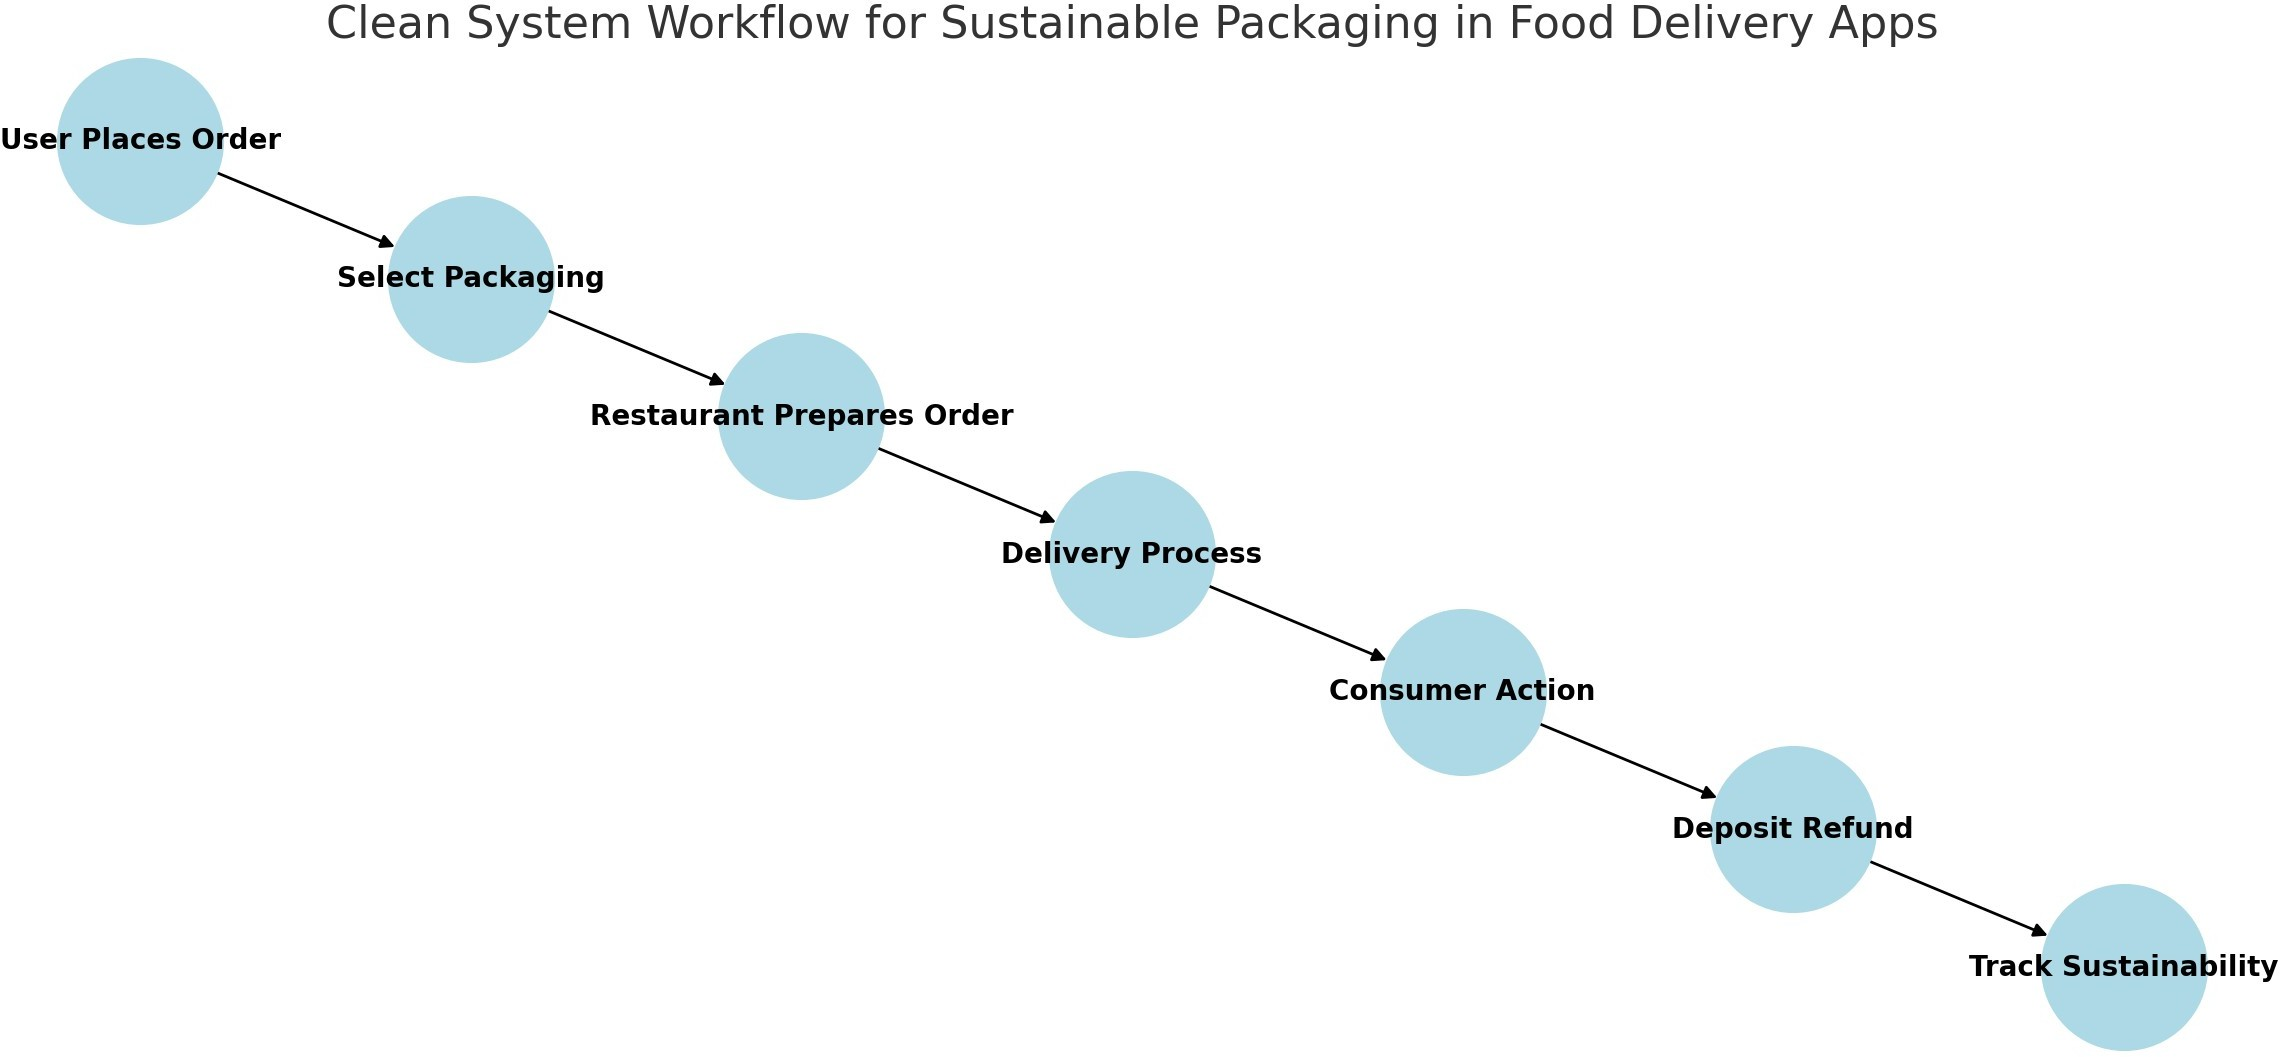 Clean System Workflow for Sustainable Packaging in Food Delivery Apps
User Places Order
Select Packaging
Restaurant Prepares Order
Delivery Process
Consumer Action
Deposit Refund
Track Sustainability